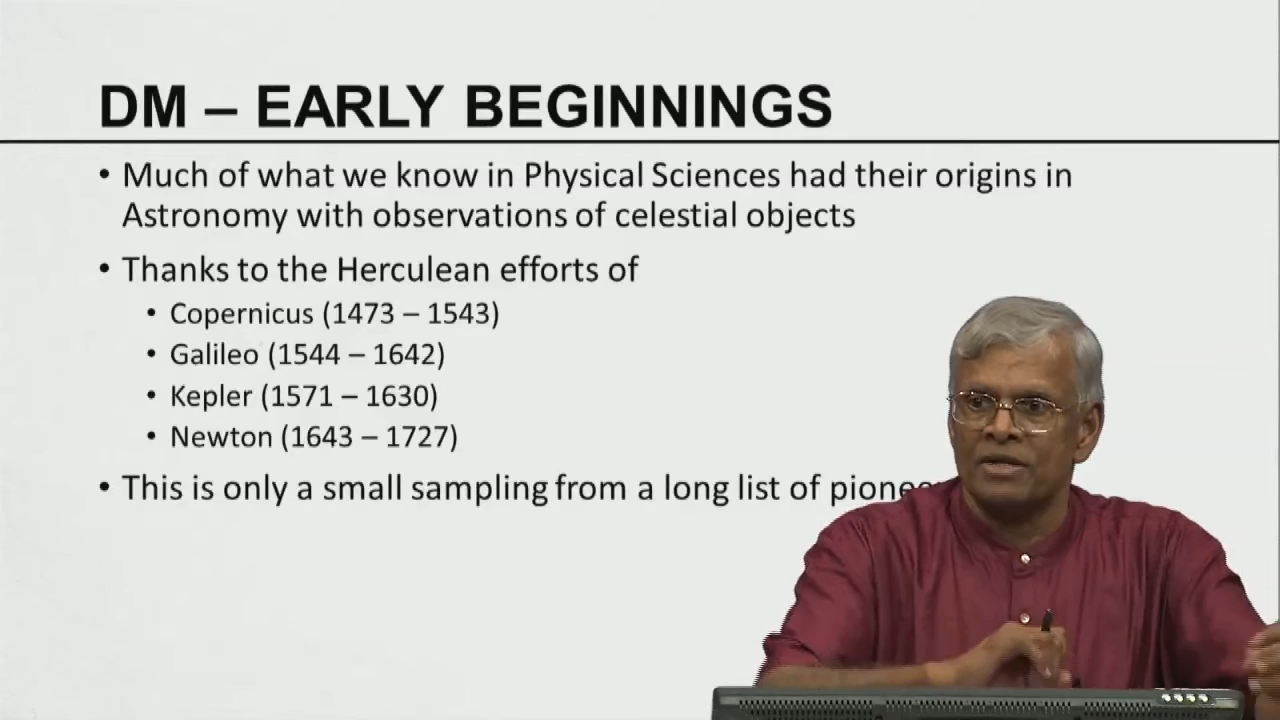 DM – EARLY BEGINNINGS
• Much of what we know in Physical Sciences had their origins in
Astronomy with observations of celestial objects
• Thanks to the Herculean efforts of
• Copernicus (1473 – 1543)
• Galileo (1544 – 1642)
• Kepler (1571 – 1630)
• Newton (1643 – 1727)
• This is only a small sampling from a long list of